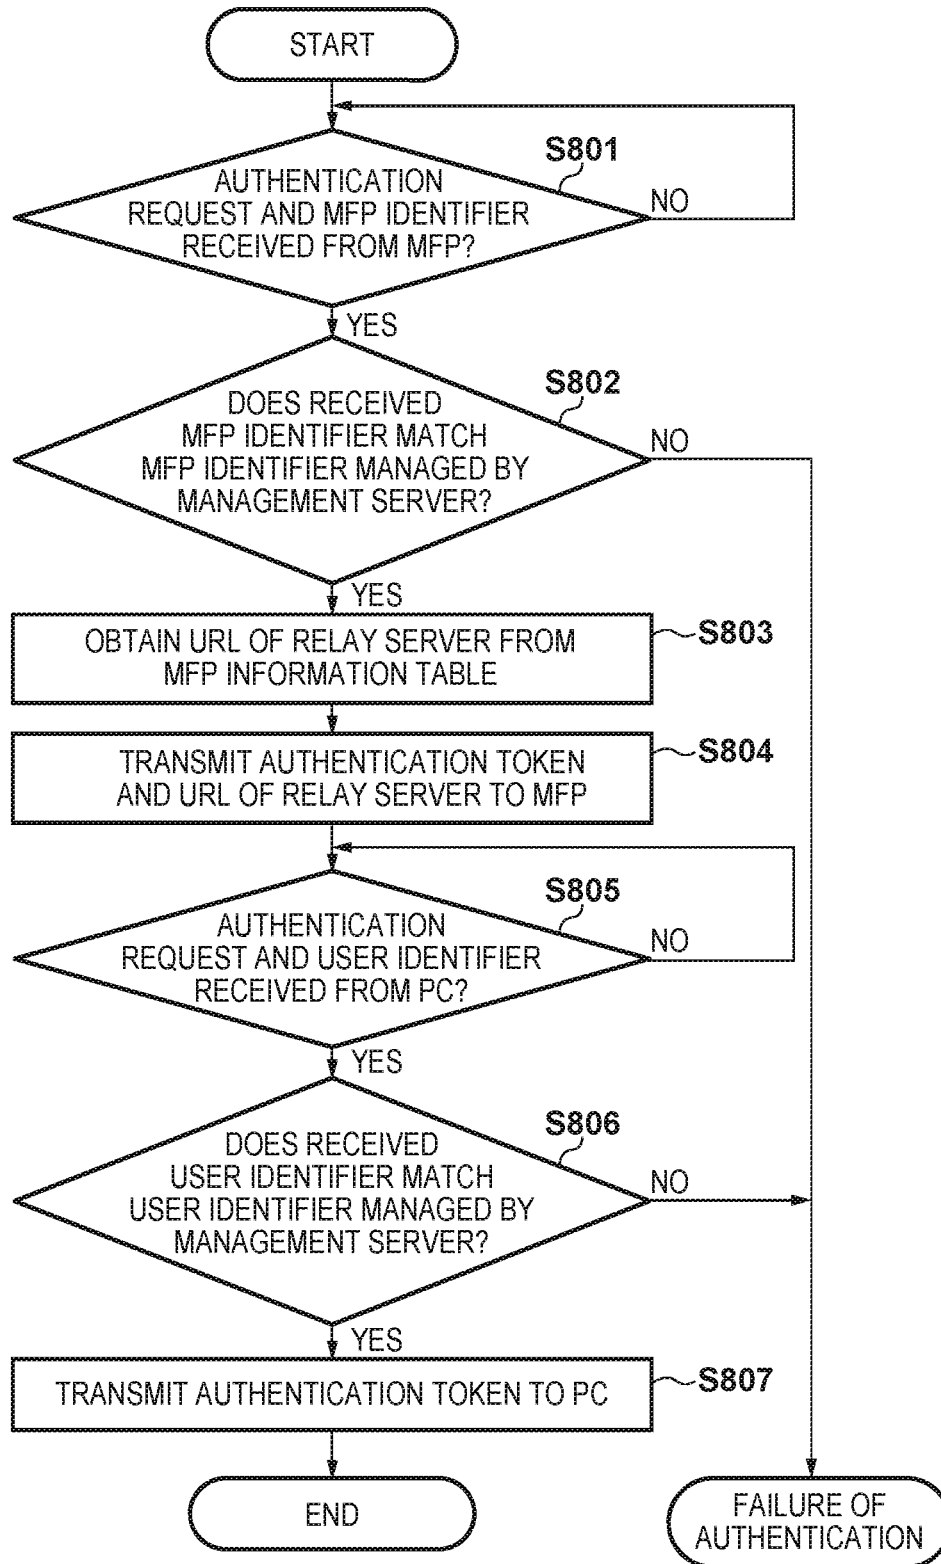 START
S801
AUTHENTICATION
REQUEST AND MFP IDENTIFIER
RECEIVED FROM MFP?
NO
YES
S802
DOES RECEIVED
MFP IDENTIFIER MATCH
MFP IDENTIFIER MANAGED BY
MANAGEMENT SERVER?
NO
YES
OBTAIN URL OF RELAY SERVER FROM
MFP INFORMATION TABLE
S803
TRANSMIT AUTHENTICATION TOKEN
AND URL OF RELAY SERVER TO MFP
S804
S805
AUTHENTICATION
REQUEST AND USER IDENTIFIER
RECEIVED FROM PC?
NO
YES
S806
DOES RECEIVED
USER IDENTIFIER MATCH
USER IDENTIFIER MANAGED BY
MANAGEMENT SERVER?
NO
YES
TRANSMIT AUTHENTICATION TOKEN TO PC
S807
END
FAILURE OF
AUTHENTICATION